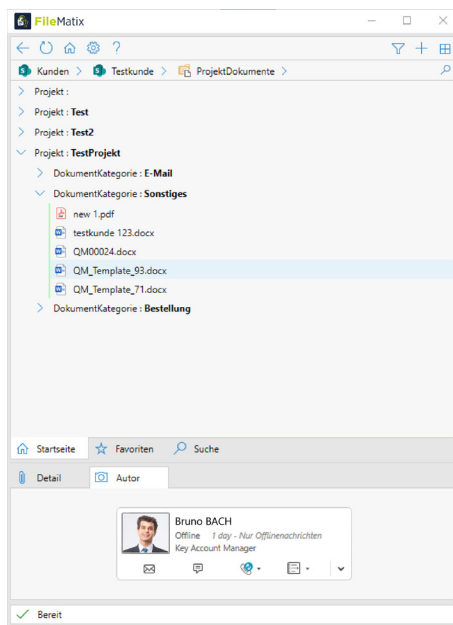 FileMatix
Kunden > Testkunde > ProjektDokumente >
Projekt :
Projekt : Test
Projekt : Test2
Projekt : TestProjekt
DokumentKategorie : E-Mail
DokumentKategorie : Sonstiges
new 1.pdf
testkunde 123.docx
QM00024.docx
QM_Template_93.docx
QM_Template_71.docx
DokumentKategorie : Bestellung
Startseite Favoriten Suche
Detail Autor
Bruno BACH
Offline 1 day - Nur Offlinenachrichten
Key Account Manager
Bereit